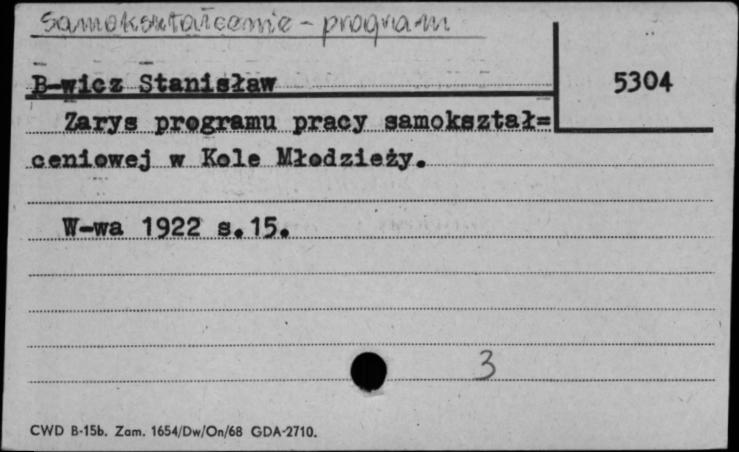 Samokształcenie - program
B-wicz Stanisław
5304
Zarys programu pracy samokształ=
ceniowej w Kole Młodzieży.
W-wa 1922 s.15.
3
CWD B-15b. Zam. 1654/Dw/On/68 GDA-2710.